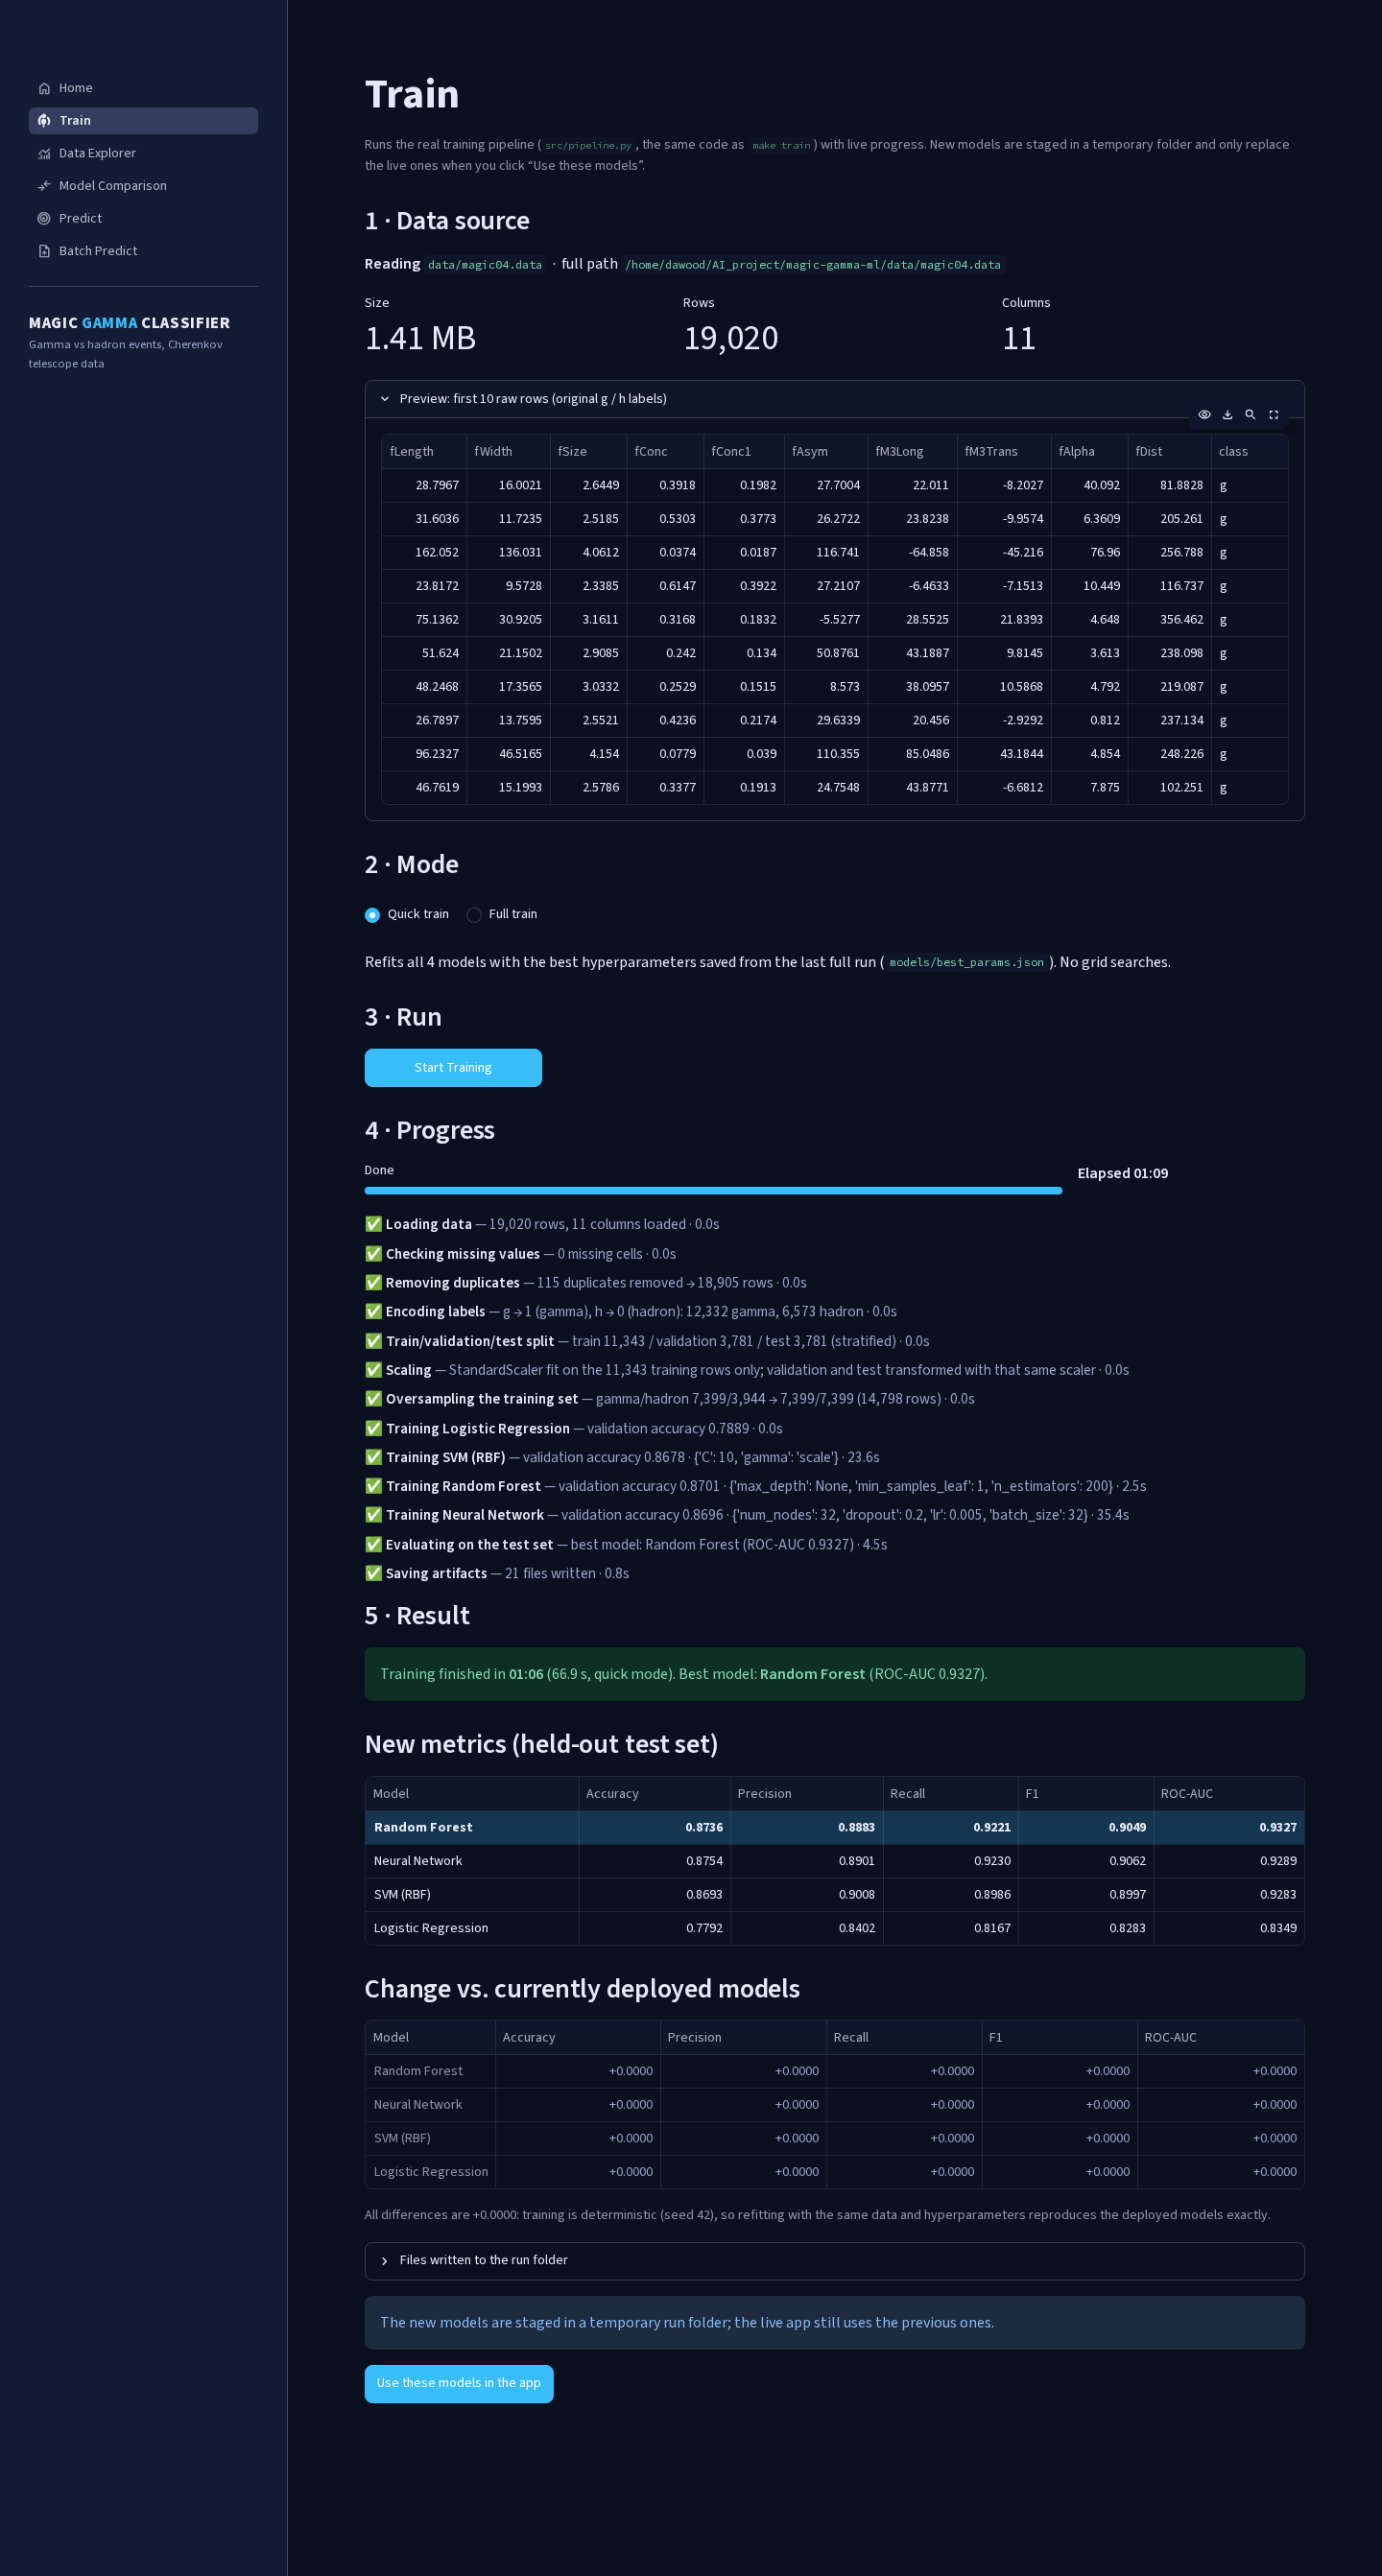 Home
Train
Data Explorer
Model Comparison
Predict
Batch Predict
MAGIC GAMMA CLASSIFIER
Gamma vs hadron events, Cherenkov
telescope data
Train
Runs the real training pipeline ( src/pipeline.py , the same code as make train ) with live progress. New models are staged in a temporary folder and only replace
the live ones when you click “Use these models”.
1 · Data source
Reading data/magic04.data · full path /home/dawood/AI_project/magic-gamma-ml/data/magic04.data
Size Rows Columns
1.41 MB 19,020 11
Preview: first 10 raw rows (original g / h labels)
fLength fWidth fSize fConc fConc1 fAsym fM3Long fM3Trans fAlpha fDist class
28.7967 16.0021 2.6449 0.3918 0.1982 27.7004 22.011 -8.2027 40.092 81.8828 g
31.6036 11.7235 2.5185 0.5303 0.3773 26.2722 23.8238 -9.9574 6.3609 205.261 g
162.052 136.031 4.0612 0.0374 0.0187 116.741 -64.858 -45.216 76.96 256.788 g
23.8172 9.5728 2.3385 0.6147 0.3922 27.2107 -6.4633 -7.1513 10.449 116.737 g
75.1362 30.9205 3.1611 0.3168 0.1832 -5.5277 28.5525 21.8393 4.648 356.462 g
51.624 21.1502 2.9085 0.242 0.134 50.8761 43.1887 9.8145 3.613 238.098 g
48.2468 17.3565 3.0332 0.2529 0.1515 8.573 38.0957 10.5868 4.792 219.087 g
26.7897 13.7595 2.5521 0.4236 0.2174 29.6339 20.456 -2.9292 0.812 237.134 g
96.2327 46.5165 4.154 0.0779 0.039 110.355 85.0486 43.1844 4.854 248.226 g
46.7619 15.1993 2.5786 0.3377 0.1913 24.7548 43.8771 -6.6812 7.875 102.251 g
2 · Mode
Quick train Full train
Refits all 4 models with the best hyperparameters saved from the last full run ( models/best_params.json ). No grid searches.
3 · Run
Start Training
4 · Progress
Done Elapsed 01:09
✅ Loading data — 19,020 rows, 11 columns loaded · 0.0s
✅ Checking missing values — 0 missing cells · 0.0s
✅ Removing duplicates — 115 duplicates removed → 18,905 rows · 0.0s
✅ Encoding labels — g → 1 (gamma), h → 0 (hadron): 12,332 gamma, 6,573 hadron · 0.0s
✅ Train/validation/test split — train 11,343 / validation 3,781 / test 3,781 (stratified) · 0.0s
✅ Scaling — StandardScaler fit on the 11,343 training rows only; validation and test transformed with that same scaler · 0.0s
✅ Oversampling the training set — gamma/hadron 7,399/3,944 → 7,399/7,399 (14,798 rows) · 0.0s
✅ Training Logistic Regression — validation accuracy 0.7889 · 0.0s
✅ Training SVM (RBF) — validation accuracy 0.8678 · {'C': 10, 'gamma': 'scale'} · 23.6s
✅ Training Random Forest — validation accuracy 0.8701 · {'max_depth': None, 'min_samples_leaf': 1, 'n_estimators': 200} · 2.5s
✅ Training Neural Network — validation accuracy 0.8696 · {'num_nodes': 32, 'dropout': 0.2, 'lr': 0.005, 'batch_size': 32} · 35.4s
✅ Evaluating on the test set — best model: Random Forest (ROC-AUC 0.9327) · 4.5s
✅ Saving artifacts — 21 files written · 0.8s
5 · Result
Training finished in 01:06 (66.9 s, quick mode). Best model: Random Forest (ROC-AUC 0.9327).
New metrics (held-out test set)
Model Accuracy Precision Recall F1 ROC-AUC
Random Forest 0.8736 0.8883 0.9221 0.9049 0.9327
Neural Network 0.8754 0.8901 0.9230 0.9062 0.9289
SVM (RBF) 0.8693 0.9008 0.8986 0.8997 0.9283
Logistic Regression 0.7792 0.8402 0.8167 0.8283 0.8349
Change vs. currently deployed models
Model Accuracy Precision Recall F1 ROC-AUC
Random Forest +0.0000 +0.0000 +0.0000 +0.0000 +0.0000
Neural Network +0.0000 +0.0000 +0.0000 +0.0000 +0.0000
SVM (RBF) +0.0000 +0.0000 +0.0000 +0.0000 +0.0000
Logistic Regression +0.0000 +0.0000 +0.0000 +0.0000 +0.0000
All differences are +0.0000: training is deterministic (seed 42), so refitting with the same data and hyperparameters reproduces the deployed models exactly.
Files written to the run folder
The new models are staged in a temporary run folder; the live app still uses the previous ones.
Use these models in the app